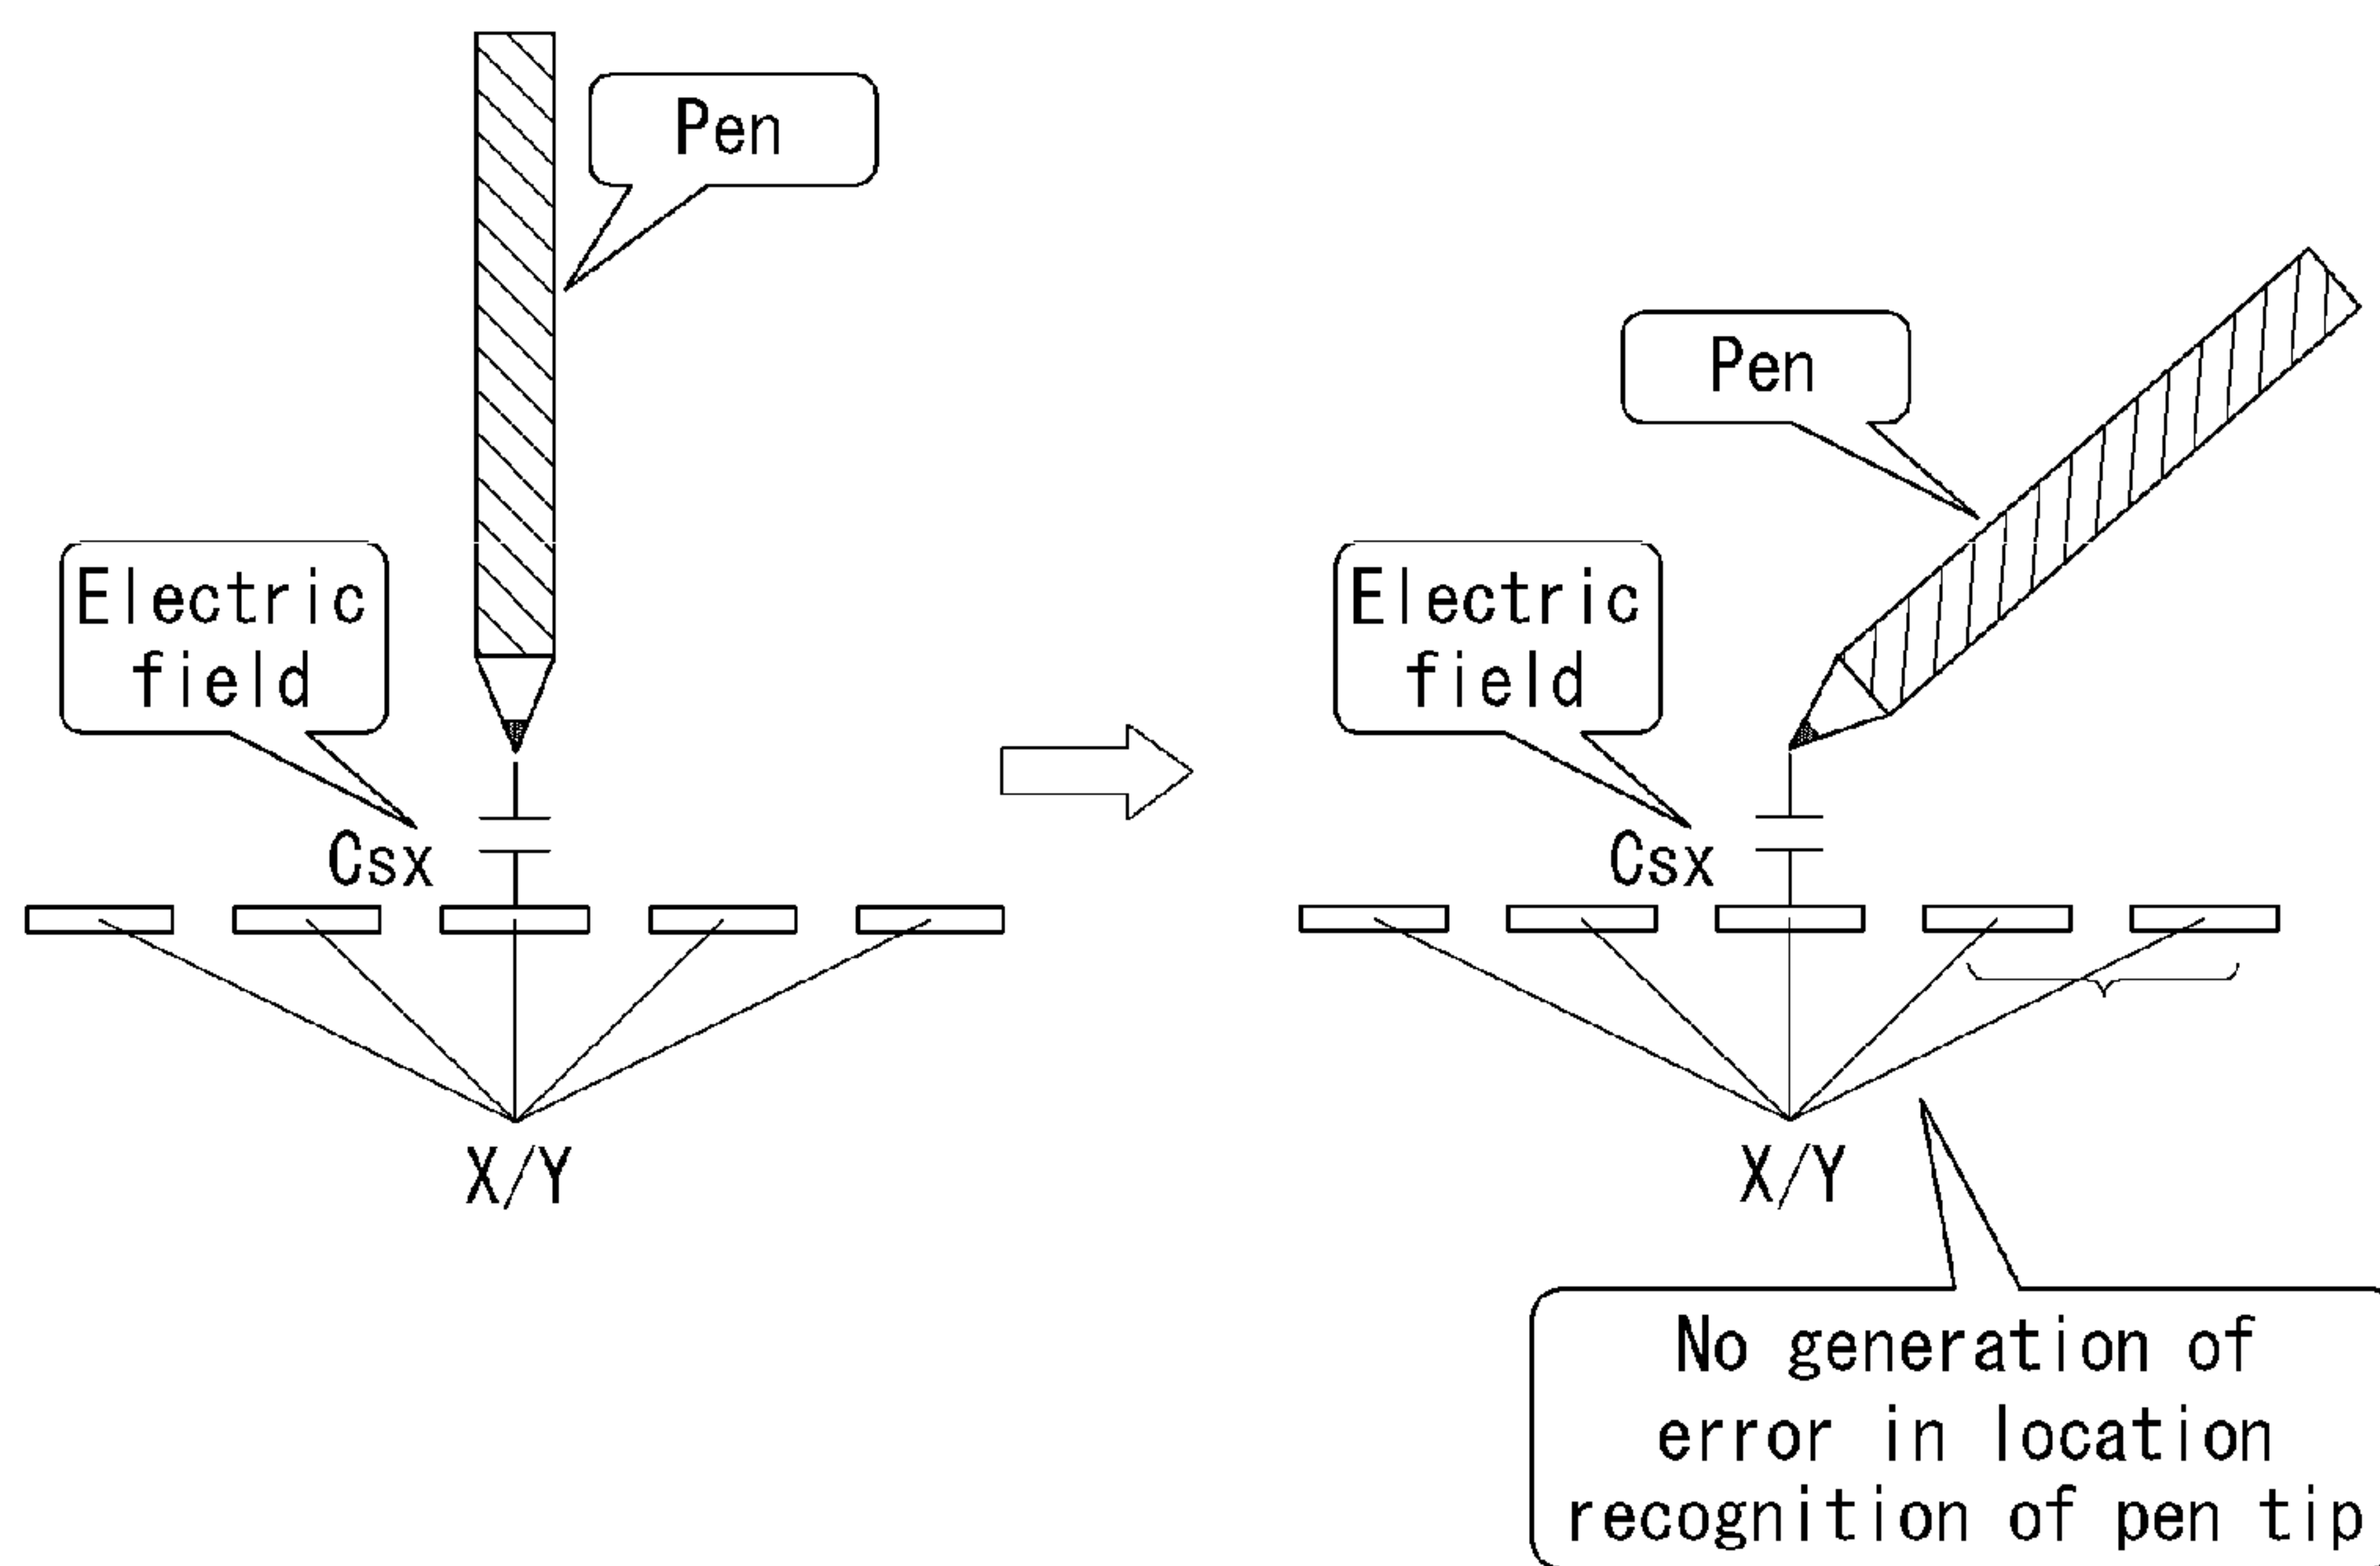 Pen
Electric
field
Csx
X/Y
Pen
Electric
field
Csx
X/Y
No generation of
error in location
recognition of pen tip